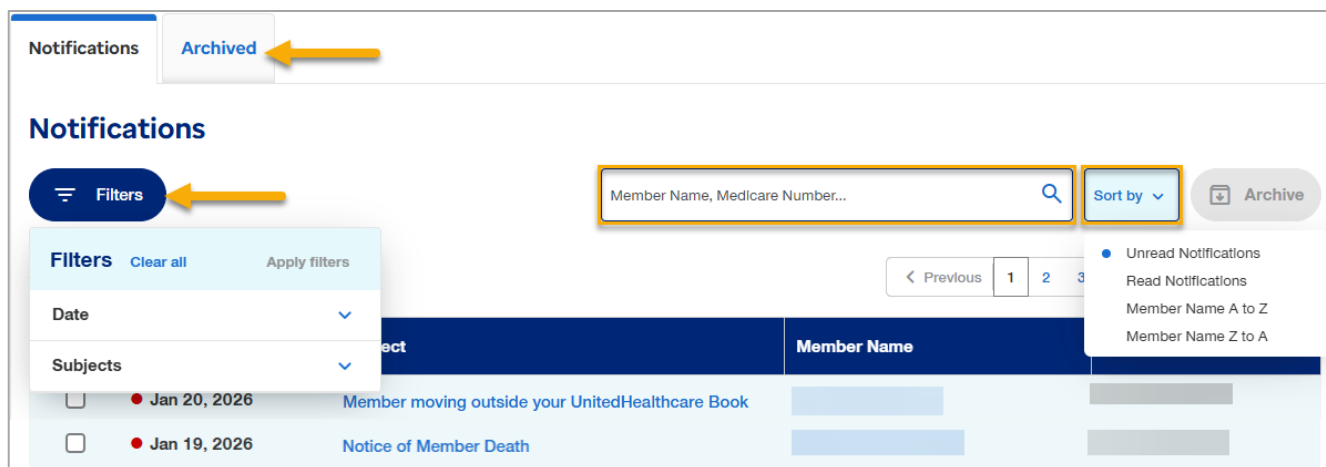 Notifications
Archived
Notifications
Filters
Member Name, Medicare Number...
Sort by
Archive
Filters
Clear all
Apply filters
Date
Subjects
Previous
1
2
3
Unread Notifications
Read Notifications
Member Name A to Z
Member Name Z to A
Member Name
Jan 20, 2026
Member moving outside your UnitedHealthcare Book
Jan 19, 2026
Notice of Member Death